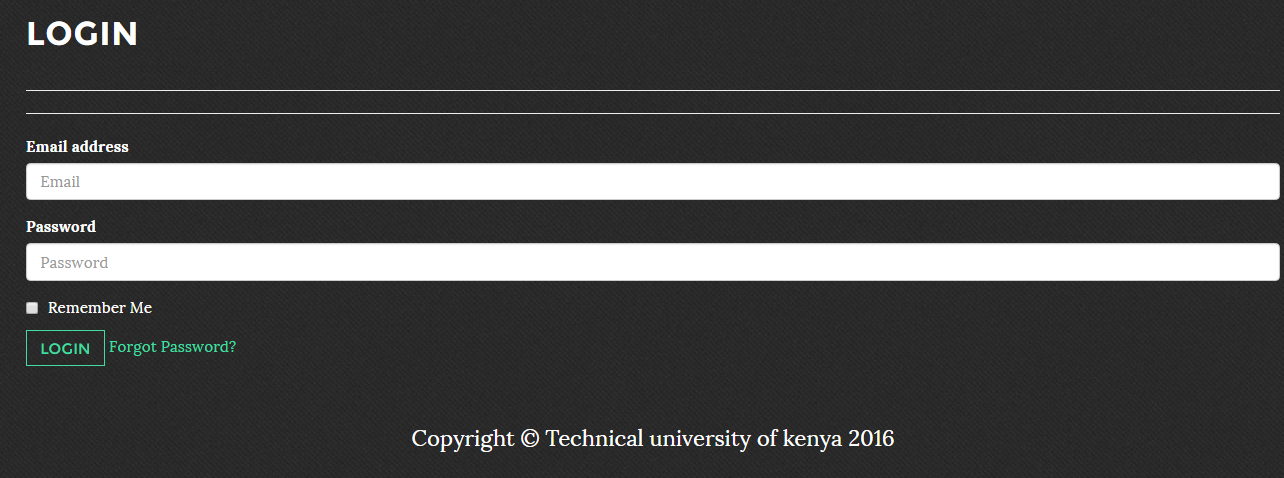 LOGIN
Email address
Email
Password
Password
Remember Me
LOGIN Forgot Password?
Copyright © Technical university of kenya 2016